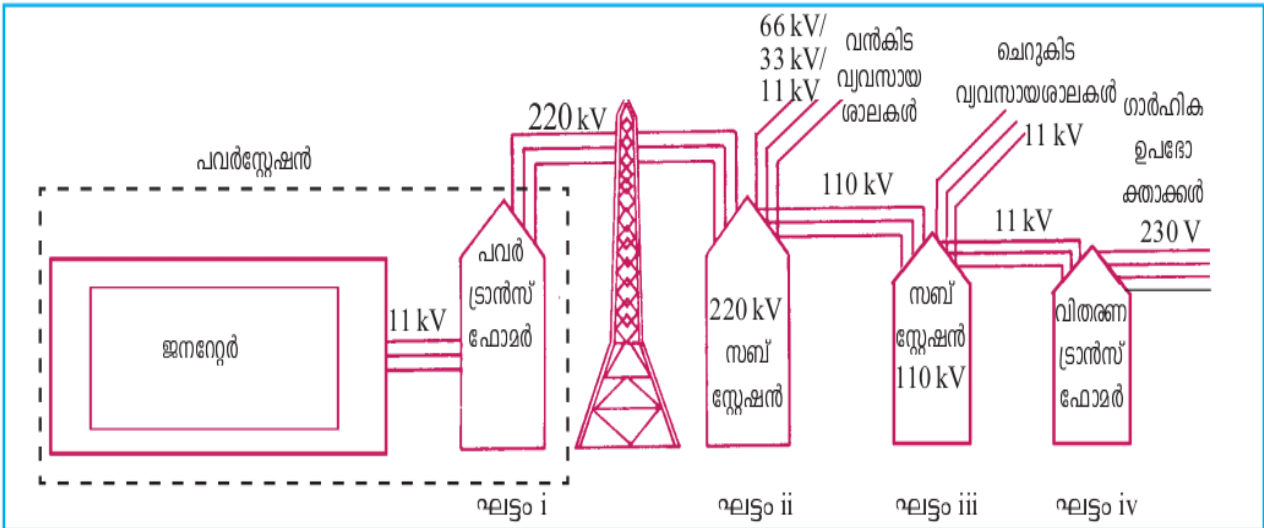 66 kV/
33 kV/
11 kV
വൻകിട
വ്യവസായ
ശാലകൾ
ചെറുകിട
വ്യവസായശാലകൾ
11 kV
ഗാർഹിക
ഉപഭോ
ക്താക്കൾ
230 V
220 kV
പവർസ്റ്റേഷൻ
110 kV
11 kV
ജനറേറ്റർ
11 kV
പവർ
ട്രാൻസ്
ഫോമർ
220 kV
സബ്
സ്റ്റേഷൻ
സബ്
സ്റ്റേഷൻ
110 kV
വിതരണ
ട്രാൻസ്
ഫോമർ
ഘട്ടം i
ഘട്ടം ii
ഘട്ടം iii
ഘട്ടം iv